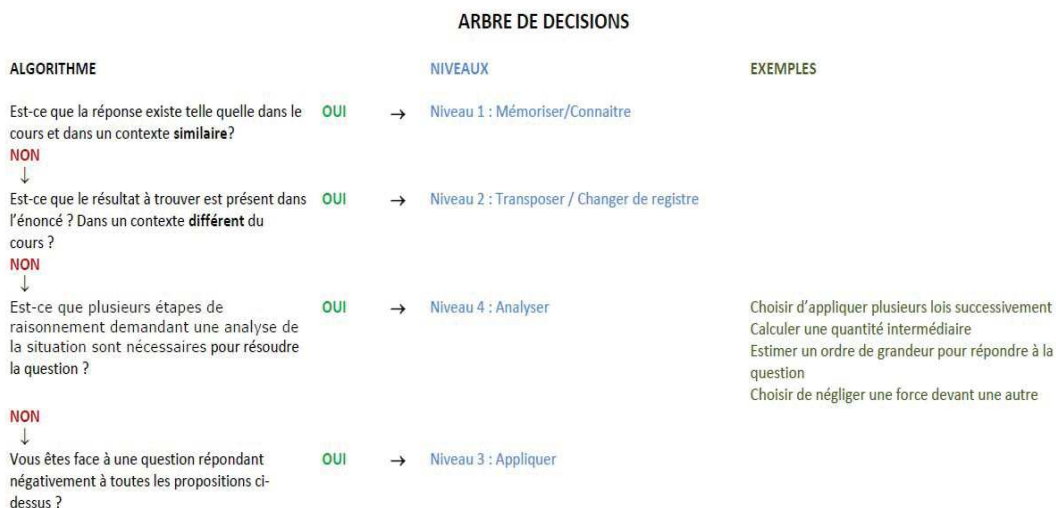 ARBRE DE DECISIONS
ALGORITHME
NIVEAUX
EXEMPLES
Est-ce que la réponse existe telle quelle dans le
cours et dans un contexte similaire?
OUI → Niveau 1 : Mémoriser/Connaitre
NON
↓
Est-ce que le résultat à trouver est présent dans
l'énoncé ? Dans un contexte différent du
cours ?
OUI → Niveau 2 : Transposer / Changer de registre
NON
↓
Est-ce que plusieurs étapes de
raisonnement demandant une analyse de
la situation sont nécessaires pour résoudre
la question ?
OUI → Niveau 4 : Analyser
Choisir d'appliquer plusieurs lois successivement
Calculer une quantité intermédiaire
Estimer un ordre de grandeur pour répondre à la
question
Choisir de négliger une force devant une autre
NON
↓
Vous êtes face à une question répondant
négativement à toutes les propositions ci-
dessus ?
OUI → Niveau 3 : Appliquer